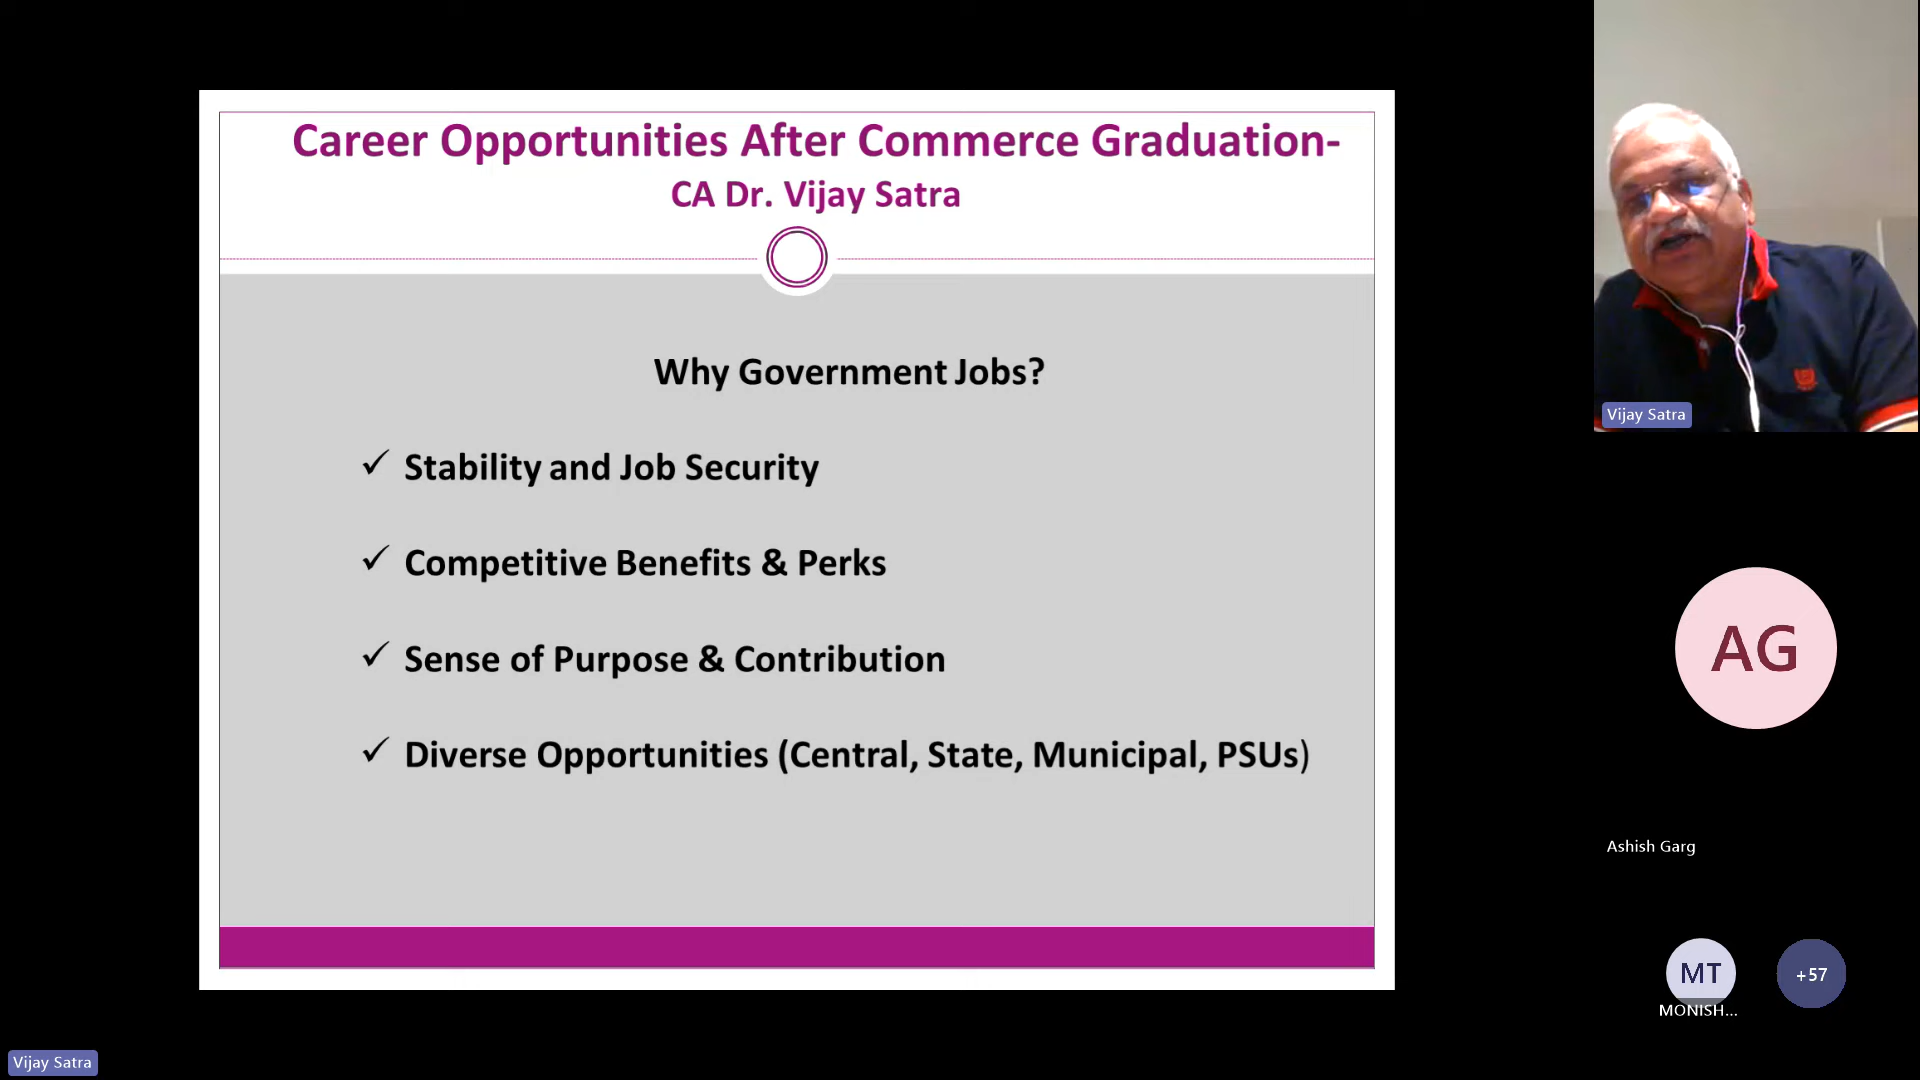 Career Opportunities After Commerce Graduation-
CA Dr. Vijay Satra
Why Government Jobs?
✓ Stability and Job Security
✓ Competitive Benefits & Perks
✓ Sense of Purpose & Contribution
✓ Diverse Opportunities (Central, State, Municipal, PSUs)
Vijay Satra
AG
Ashish Garg
MT
+57
MONISH...
Vijay Satra